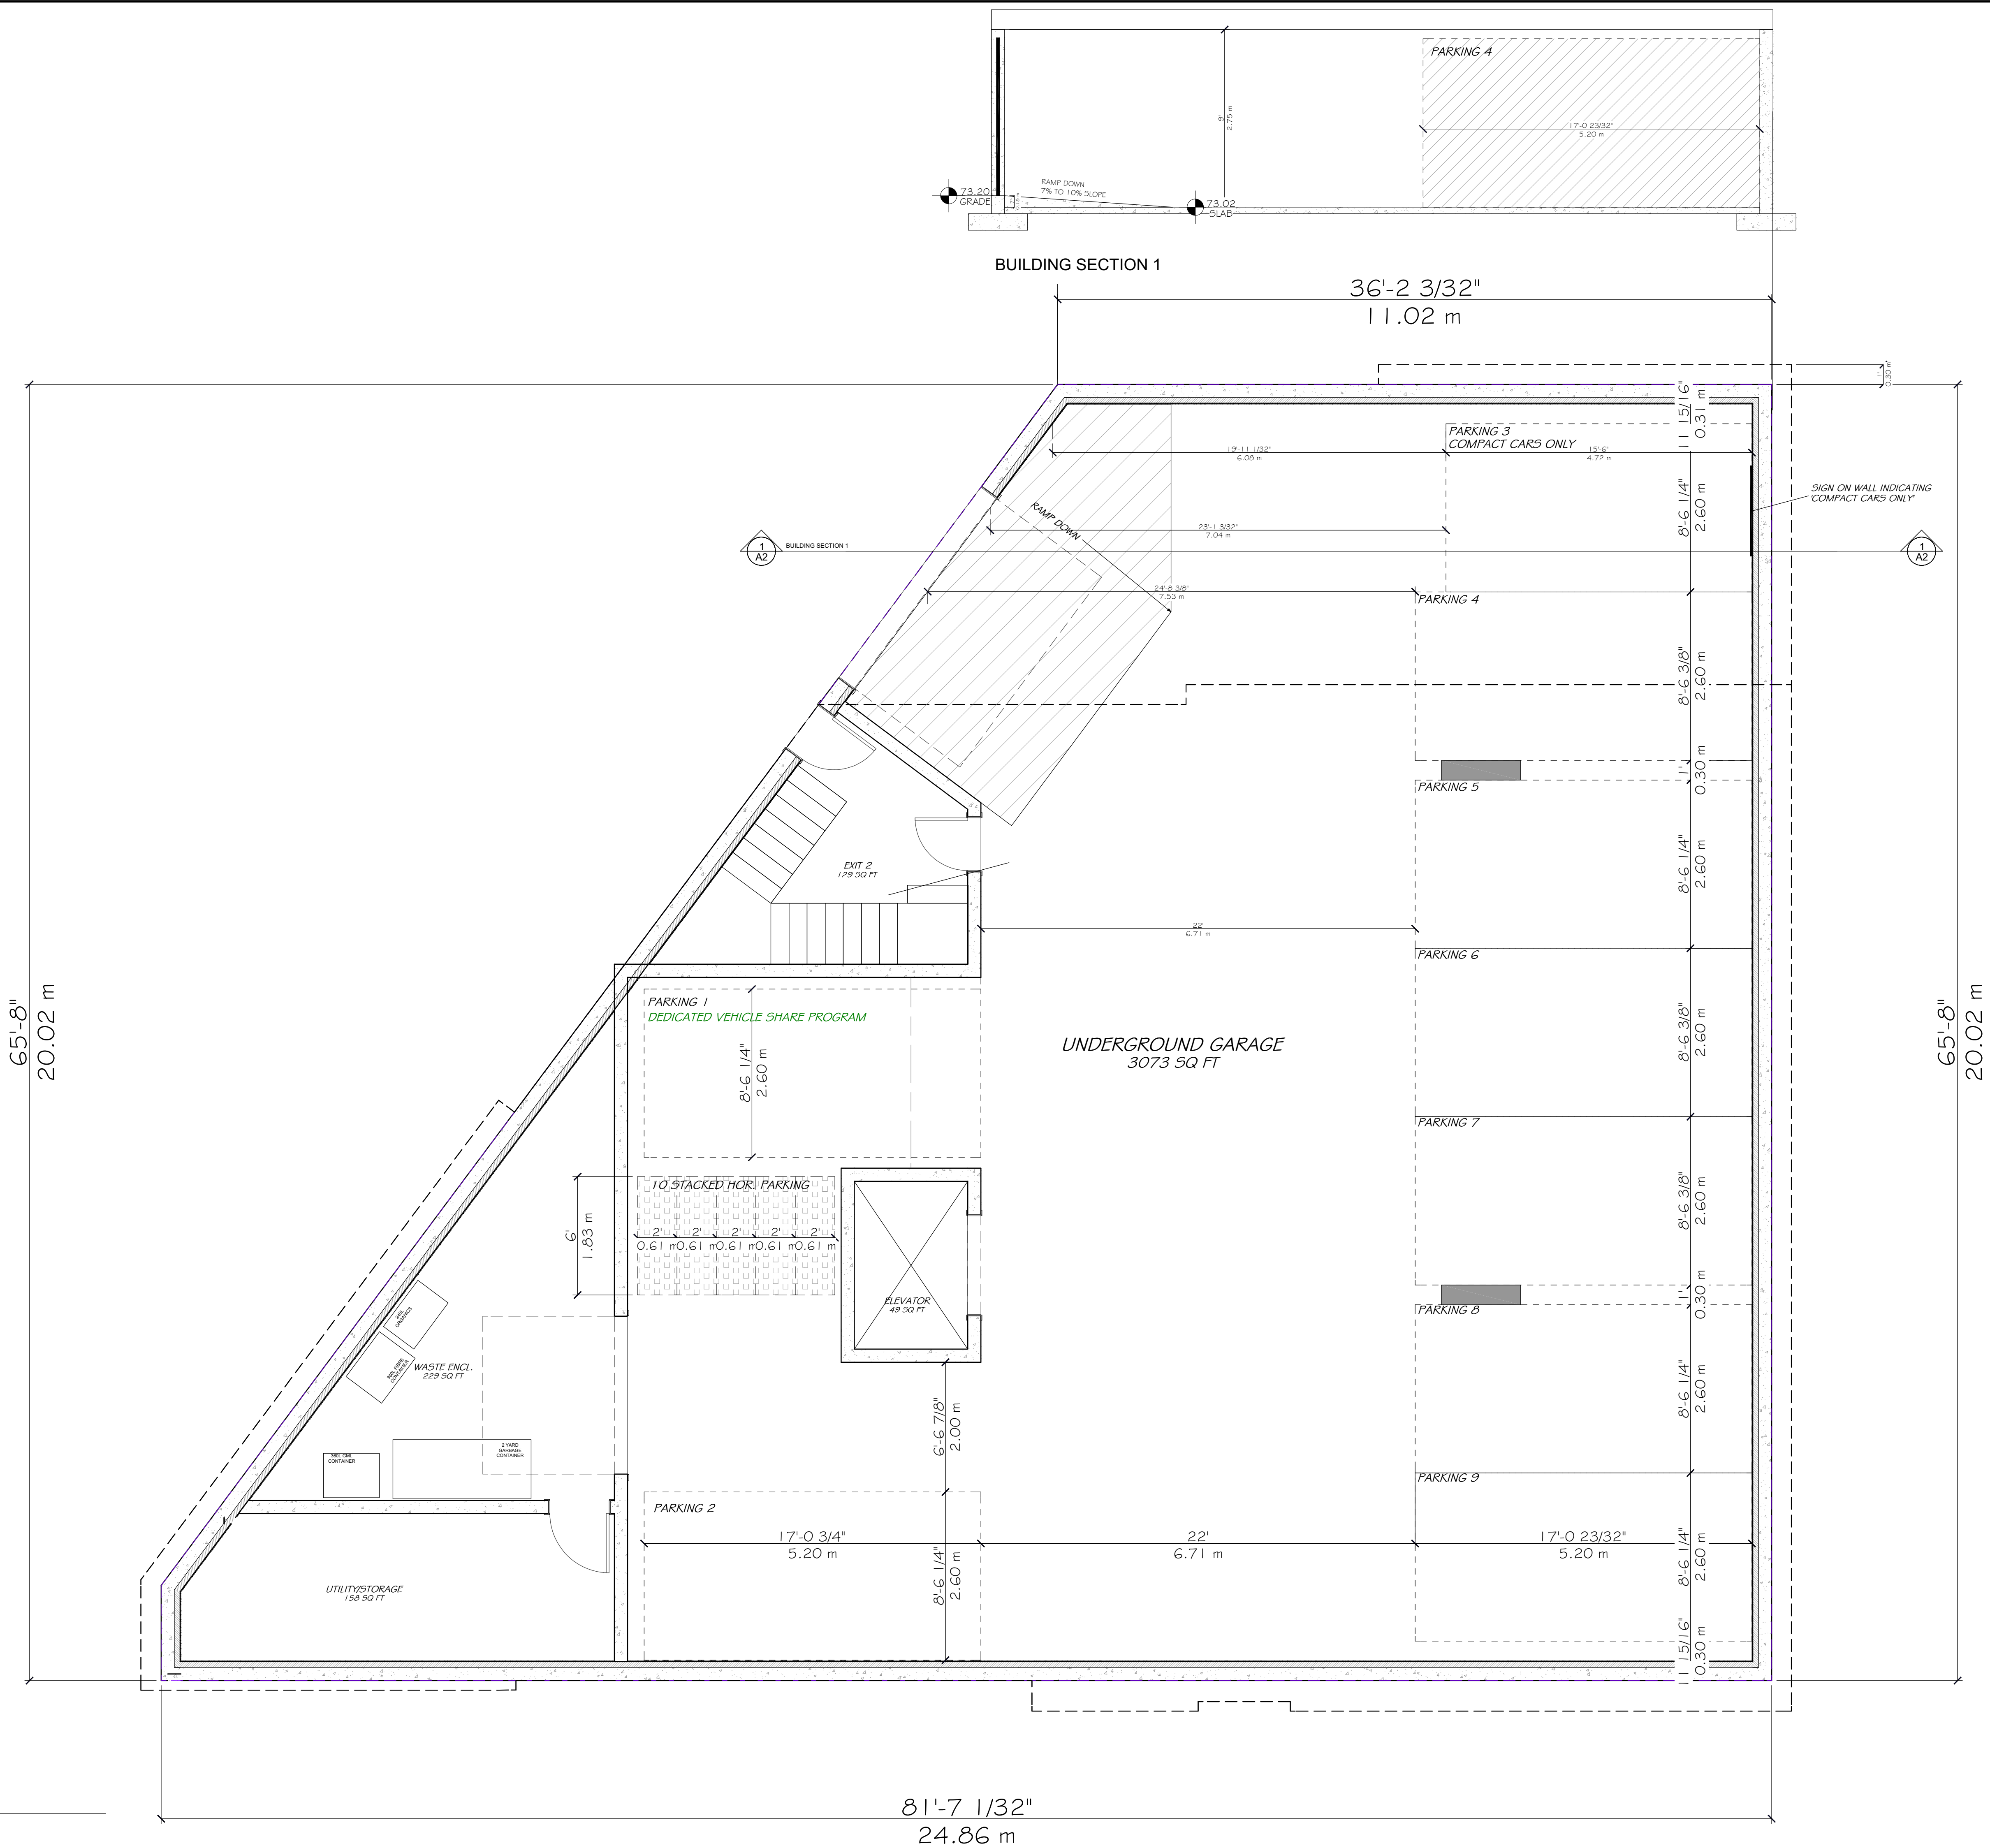 PARKING 4
9'
2.75 m
17'-0 23/32"
5.20 m
73.20
GRADE
RAMP DOWN
7% TO 10% SLOPE
73.02
SLAB
BUILDING SECTION 1
36'-2 3/32"
11.02 m
1'
0.30 m
11 15/16"
0.31 m
PARKING 3
COMPACT CARS ONLY
19'-11 1/32"
6.08 m
15'-6"
4.72 m
SIGN ON WALL INDICATING
'COMPACT CARS ONLY'
8'-6 1/4"
2.60 m
RAMP DOWN
23'-1 3/32"
7.04 m
1
A2
BUILDING SECTION 1
1
A2
24'-8 3/8"
7.53 m
PARKING 4
8'-6 3/8"
2.60 m
1'
0.30 m
PARKING 5
8'-6 1/4"
2.60 m
EXIT 2
129 SQ FT
22'
6.71 m
PARKING 6
8'-6 3/8"
2.60 m
65'-8"
20.02 m
PARKING 1
DEDICATED VEHICLE SHARE PROGRAM
8'-6 1/4"
2.60 m
UNDERGROUND GARAGE
3073 SQ FT
65'-8"
20.02 m
PARKING 7
8'-6 3/8"
2.60 m
10 STACKED HOR. PARKING
6'
1.83 m
2' 2' 2' 2' 2'
0.61 m 0.61 m 0.61 m 0.61 m 0.61 m
ELEVATOR
49 SQ FT
1'
0.30 m
PARKING 8
8'-6 1/4"
2.60 m
240L
ORGANICS
360L FIBRE
CONTAINER
WASTE ENCL.
229 SQ FT
360L GML
CONTAINER
2 YARD
GARBAGE
CONTAINER
6'-6 7/8"
2.00 m
PARKING 9
PARKING 2
17'-0 3/4"
5.20 m
22'
6.71 m
17'-0 23/32"
5.20 m
8'-6 1/4"
2.60 m
8'-6 1/4"
2.60 m
UTILITY/STORAGE
158 SQ FT
11 15/16"
0.30 m
81'-7 1/32"
24.86 m